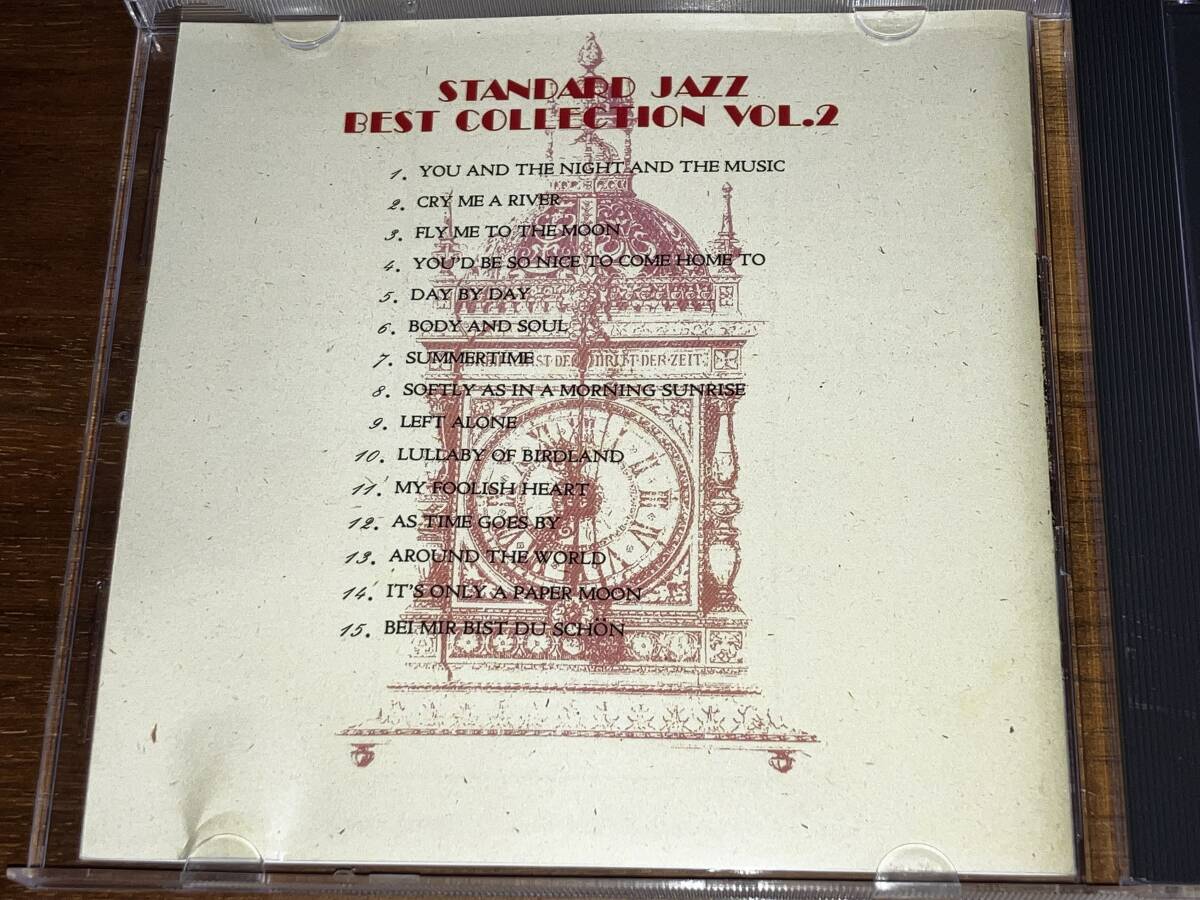 STANDARD JAZZ
BEST COLLECTION VOL.2
1. YOU AND THE NIGHT AND THE MUSIC
2. CRY ME A RIVER
3. FLY ME TO THE MOON
4. YOU'D BE SO NICE TO COME HOME TO
5. DAY BY DAY
6. BODY AND SOUL
7. SUMMERTIME
IST DER ZEIT
8. SOFTLY AS IN A MORNING SUNRISE
9. LEFT ALONE
10. LULLABY OF BIRDLAND
11. MY FOOLISH HEART
12. AS TIME GOES BY
13. AROUND THE WORLD
14. IT'S ONLY A PAPER MOON
15. BEI MIR BIST DU SCHÖN